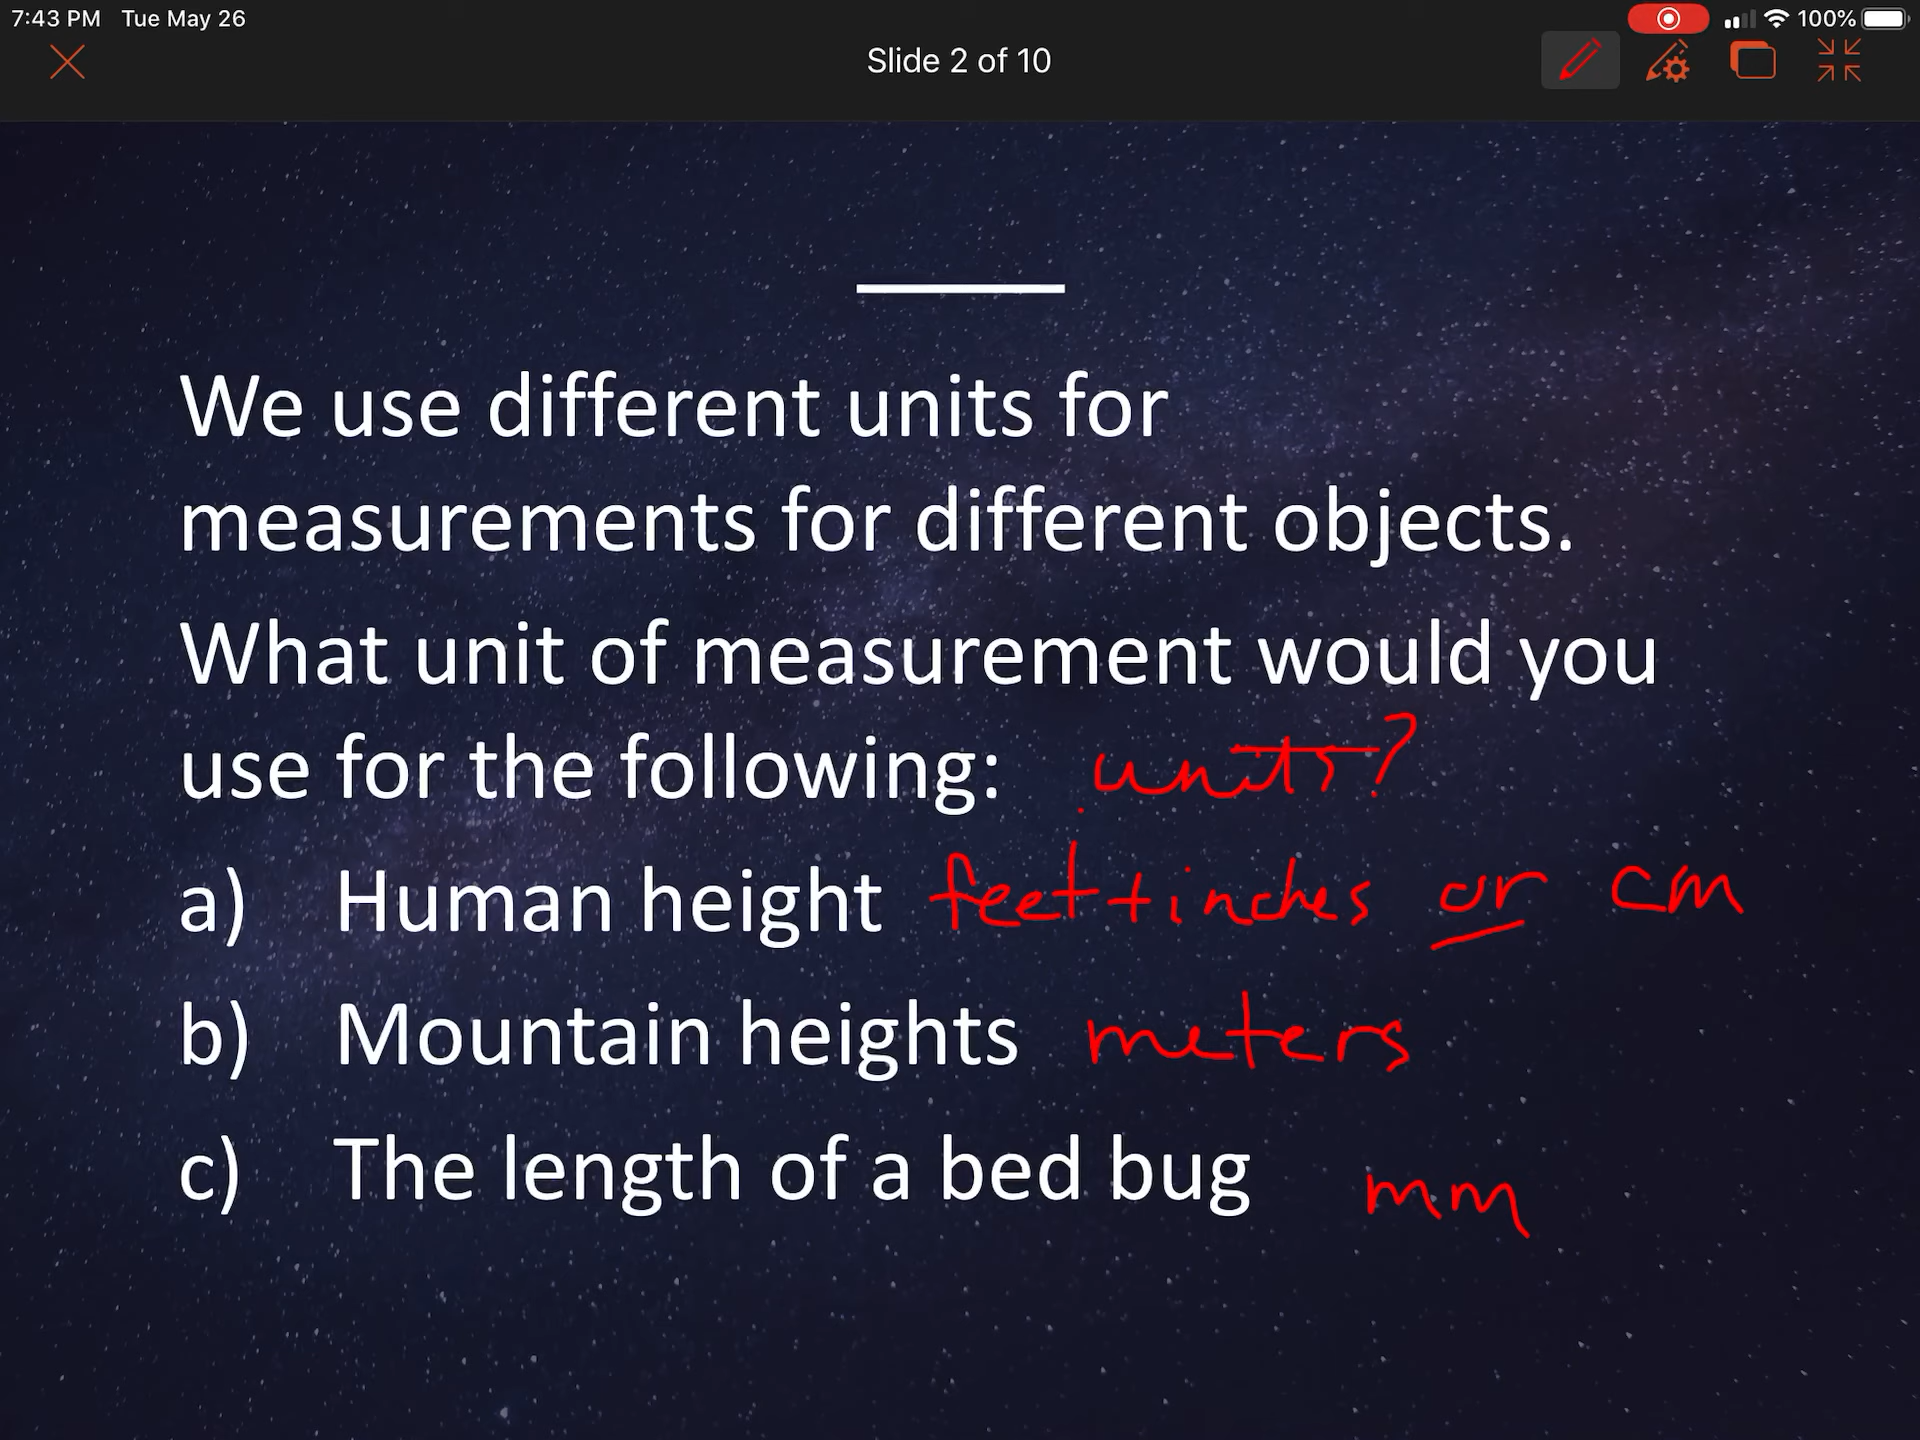 7:43 PM Tue May 26 100%
Slide 2 of 10
We use different units for
measurements for different objects.
What unit of measurement would you
use for the following: units?
a) Human height feet + inches or cm
b) Mountain heights meters
c) The length of a bed bug mm